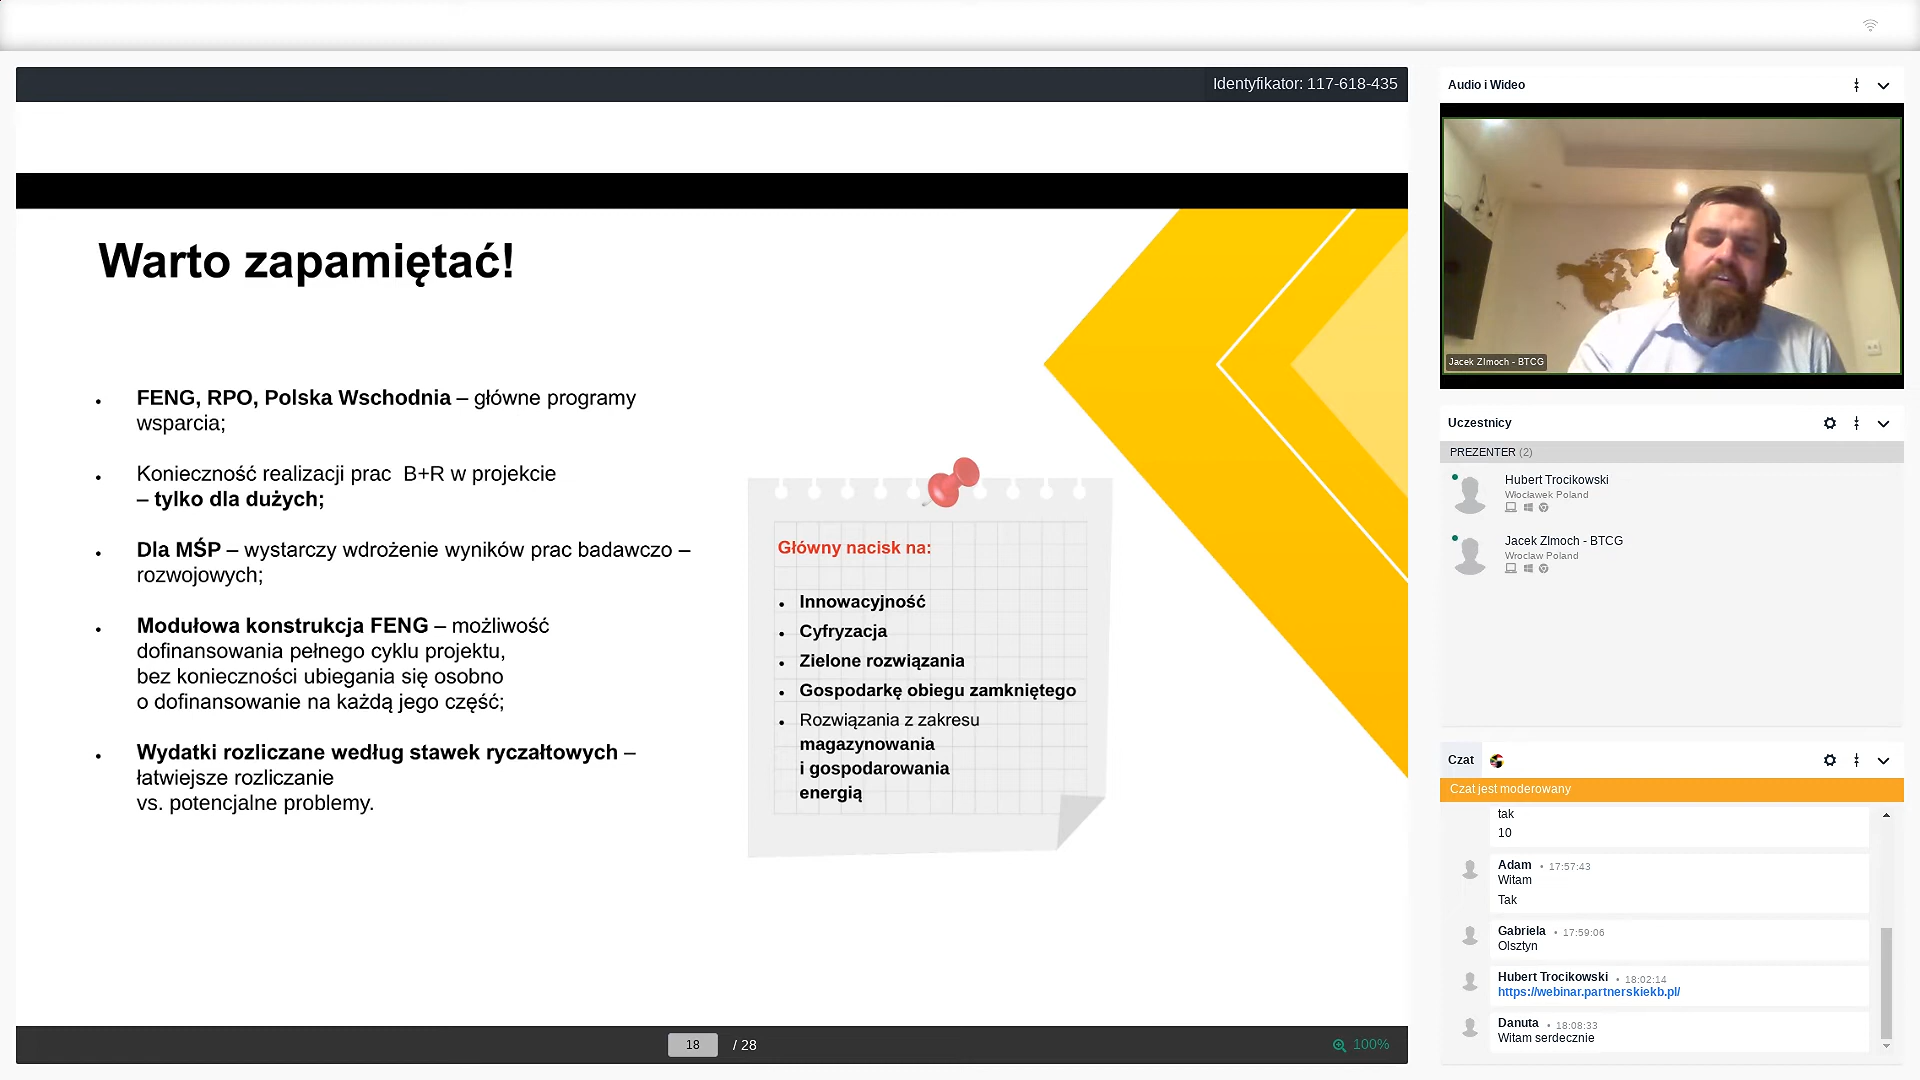 Identyfikator: 117-618-435
Warto zapamiętać!
• FENG, RPO, Polska Wschodnia – główne programy
wsparcia;
• Konieczność realizacji prac B+R w projekcie
– tylko dla dużych;
• Dla MŚP – wystarczy wdrożenie wyników prac badawczo –
rozwojowych;
• Modułowa konstrukcja FENG – możliwość
dofinansowania pełnego cyklu projektu,
bez konieczności ubiegania się osobno
o dofinansowanie na każdą jego część;
• Wydatki rozliczane według stawek ryczałtowych –
łatwiejsze rozliczanie
vs. potencjalne problemy.
Główny nacisk na:
• Innowacyjność
• Cyfryzacja
• Zielone rozwiązania
• Gospodarkę obiegu zamkniętego
• Rozwiązania z zakresu
magazynowania
i gospodarowania
energią
18 / 28
100%
Audio i Wideo
Jacek ZImoch - BTCG
Uczestnicy
PREZENTER (2)
Hubert Trocikowski
Włocławek Poland
Jacek ZImoch - BTCG
Wroclaw Poland
Czat
Czat jest moderowany
tak
10
Adam • 17:57:43
Witam
Tak
Gabriela • 17:59:06
Olsztyn
Hubert Trocikowski • 18:02:14
https://webinar.partnerskiekb.pl/
Danuta • 18:08:33
Witam serdecznie